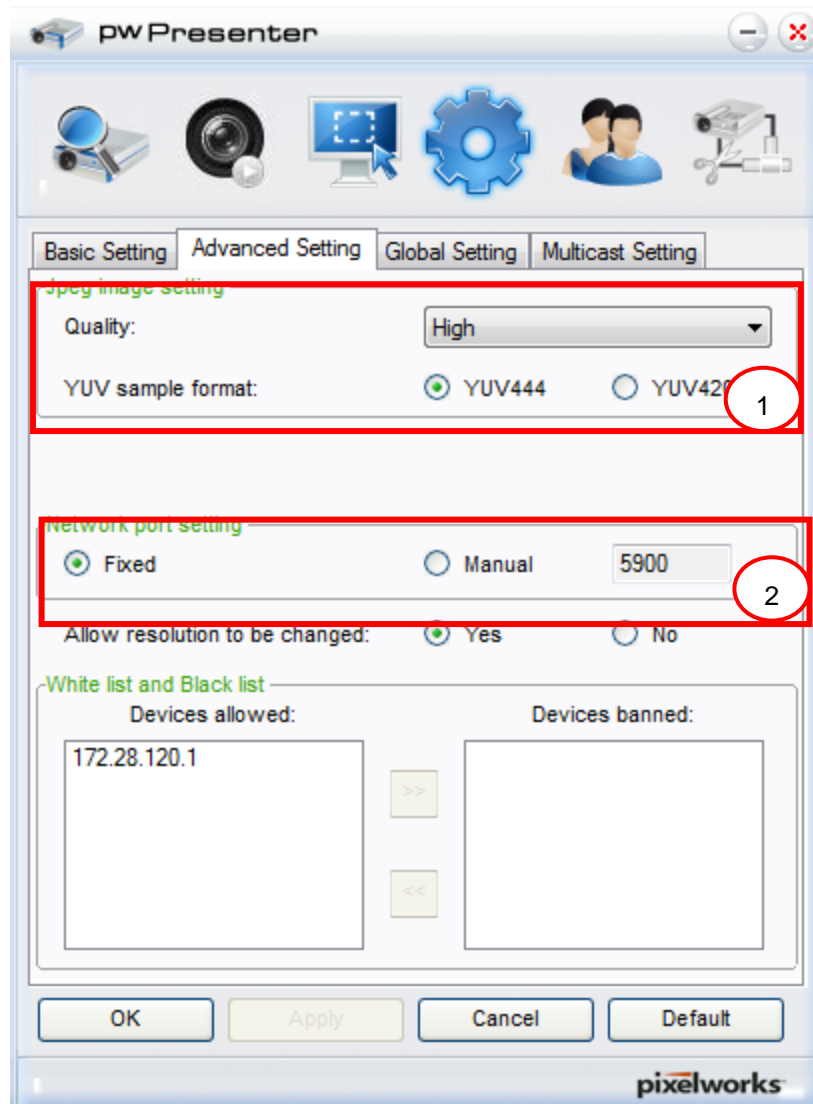 pwPresenter
Basic Setting Advanced Setting Global Setting Multicast Setting
Jpeg image setting
Quality: High
YUV sample format: YUV444 YUV420
1
Network port setting
Fixed Manual 5900
2
Allow resolution to be changed: Yes No
White list and Black list
Devices allowed: Devices banned:
172.28.120.1
>>
<<
OK Apply Cancel Default
pixelworks